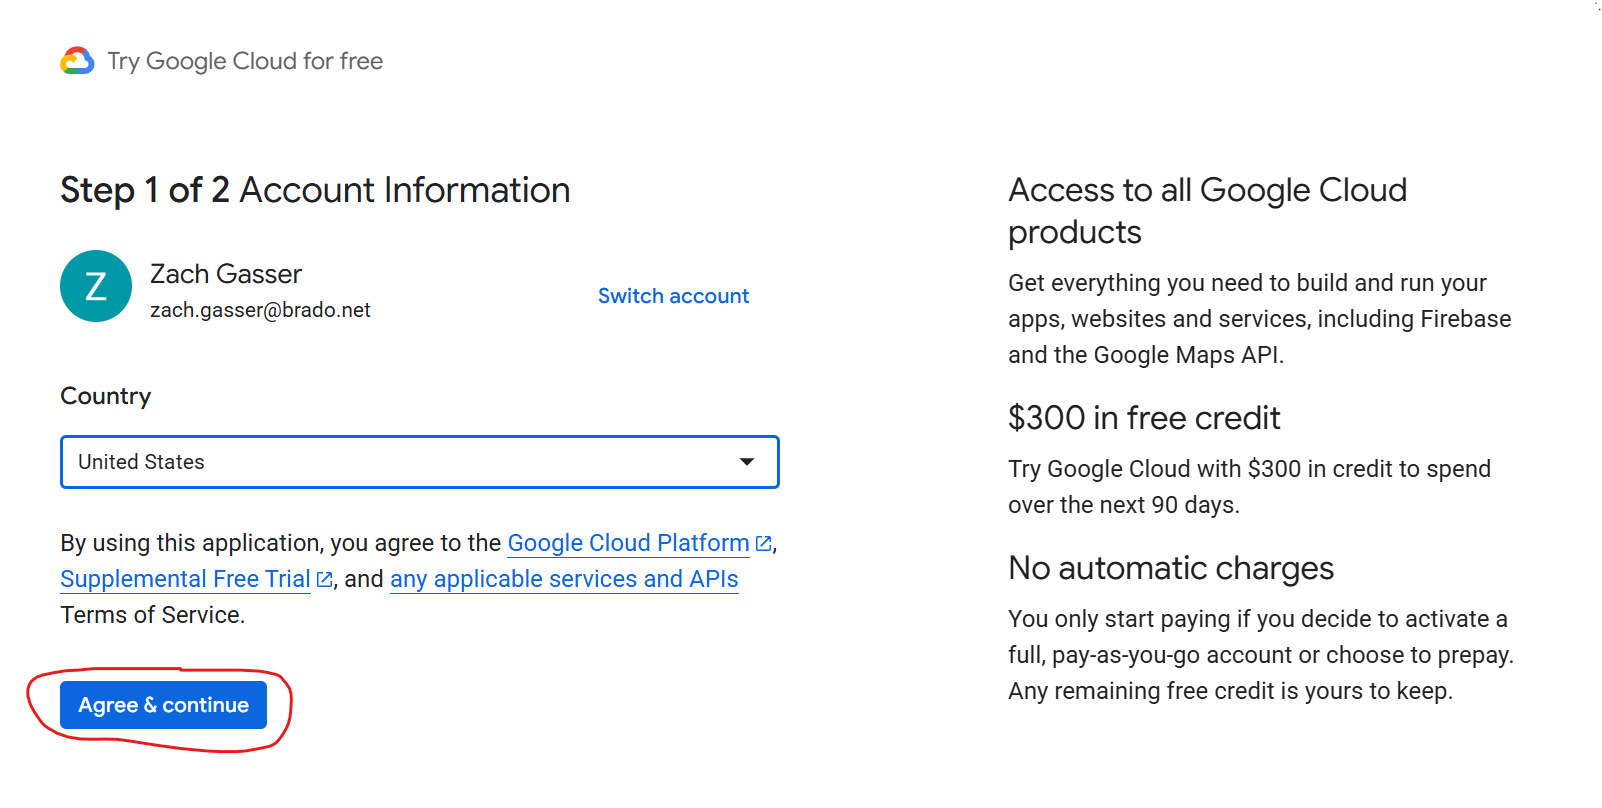 Try Google Cloud for free
Step 1 of 2 Account Information
Z
Zach Gasser
zach.gasser@brado.net
Switch account
Country
United States
By using this application, you agree to the Google Cloud Platform,
Supplemental Free Trial, and any applicable services and APIs
Terms of Service.
Agree & continue
Access to all Google Cloud
products
Get everything you need to build and run your
apps, websites and services, including Firebase
and the Google Maps API.
$300 in free credit
Try Google Cloud with $300 in credit to spend
over the next 90 days.
No automatic charges
You only start paying if you decide to activate a
full, pay-as-you-go account or choose to prepay.
Any remaining free credit is yours to keep.